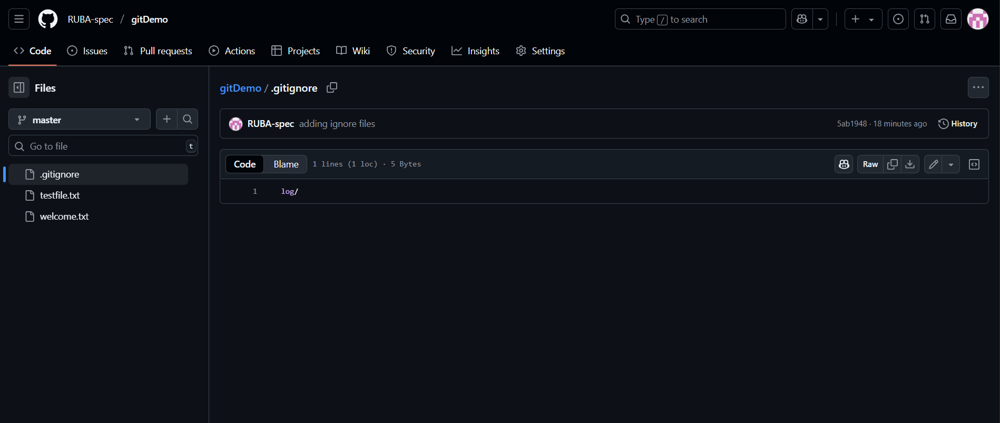 RUBA-spec / gitDemo
Type / to search
Code Issues Pull requests Actions Projects Wiki Security Insights Settings
Files
master
Go to file t
.gitignore
testfile.txt
welcome.txt
gitDemo / .gitignore
RUBA-spec adding ignore files
5ab1948 · 18 minutes ago History
Code Blame 1 lines (1 loc) · 5 Bytes
Raw
1 log/